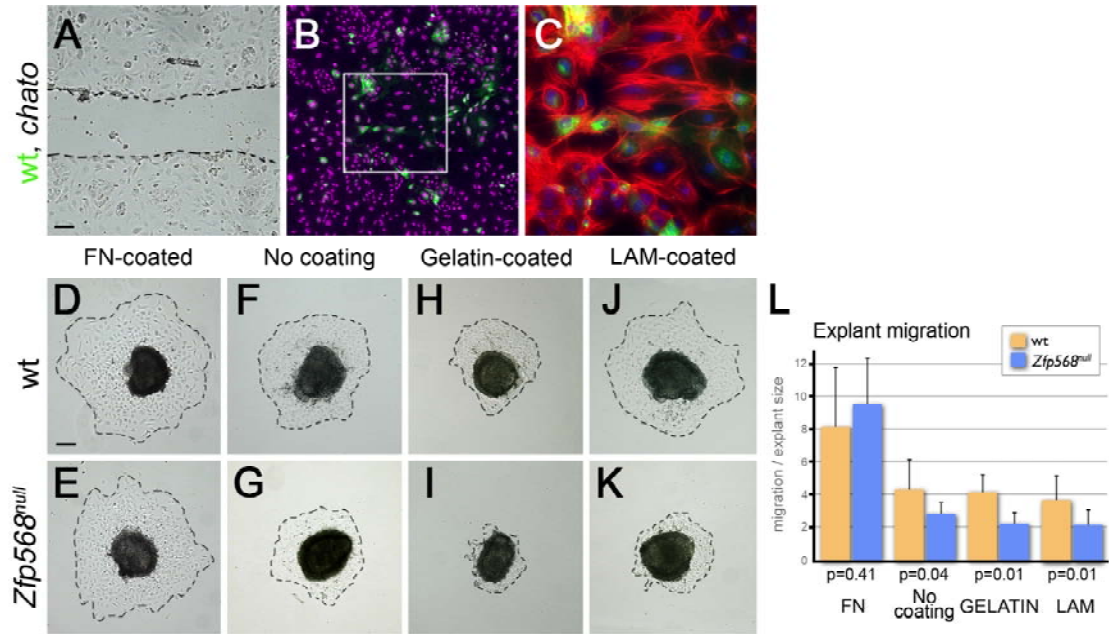 A
B
C
wt, chato
FN-coated
No coating
Gelatin-coated
LAM-coated
D
F
H
J
wt
E
G
I
K
Zfp568null
L
Explant migration
wt
Zfp568null
migration / explant size
12
10
8
6
4
2
0
p=0.41
p=0.04
p=0.01
p=0.01
FN
No
coating
GELATIN
LAM